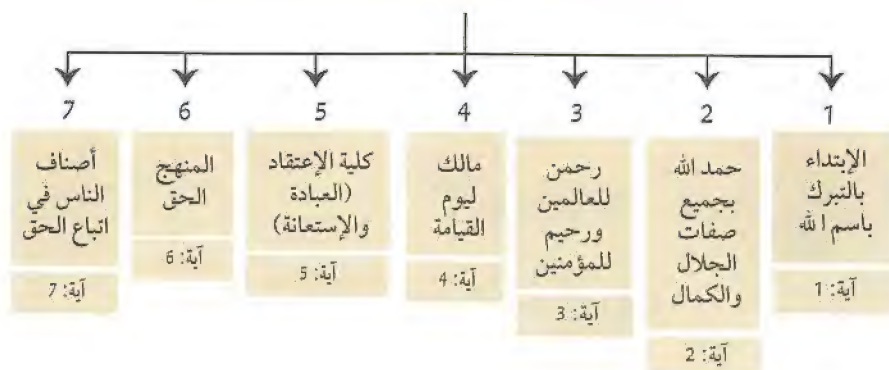 1
الإبتداء
بالتبرك
باسم الله
آية: 1
2
حمد الله
بجميع
صفات
الجلال
والكمال
آية: 2
3
رحمن
للعالمين
ورحيم
للمؤمنين
آية: 3
4
مالك
ليوم
القيامة
آية: 4
5
كلية الإعتقاد
(العبادة
والإستعانة)
آية: 5
6
المنهج
الحق
آية: 6
7
أصناف
الناس في
اتباع الحق
آية: 7